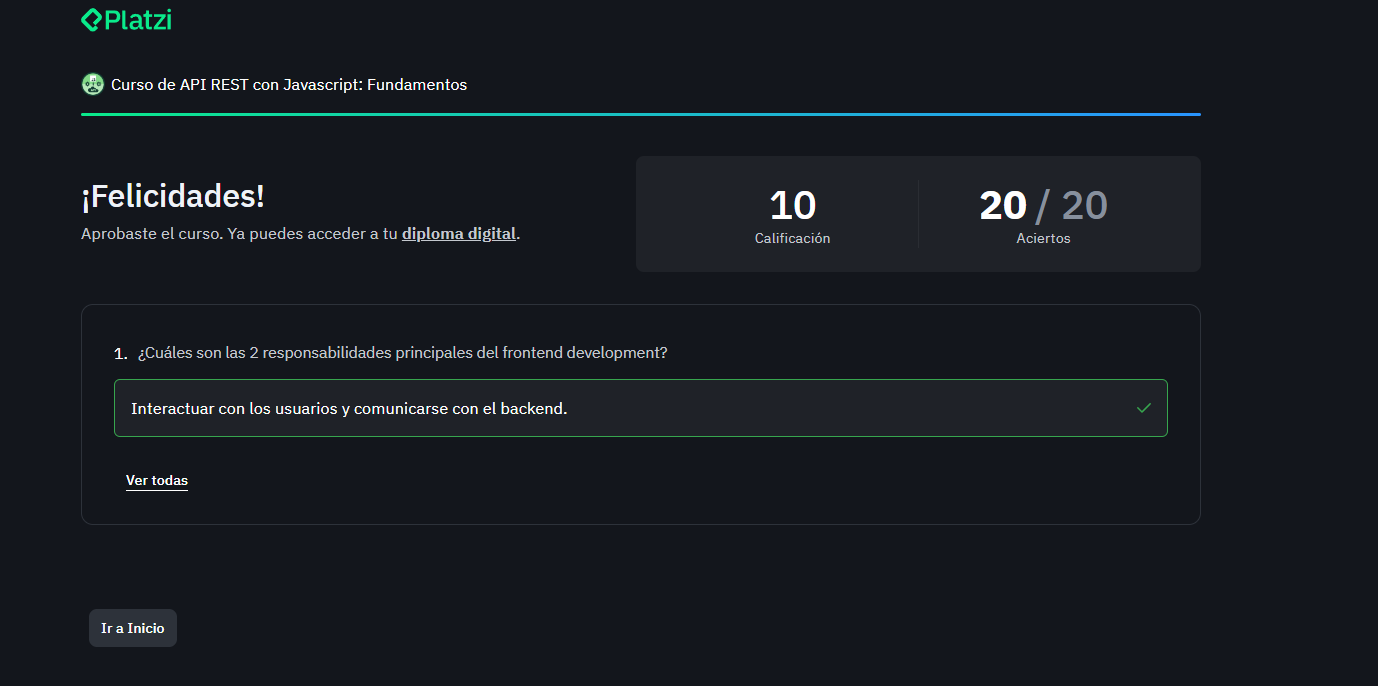 Platzi
Curso de API REST con Javascript: Fundamentos
¡Felicidades!
Aprobaste el curso. Ya puedes acceder a tu diploma digital.
10
Calificación
20 / 20
Aciertos
1. ¿Cuáles son las 2 responsabilidades principales del frontend development?
Interactuar con los usuarios y comunicarse con el backend.
Ver todas
Ir a Inicio